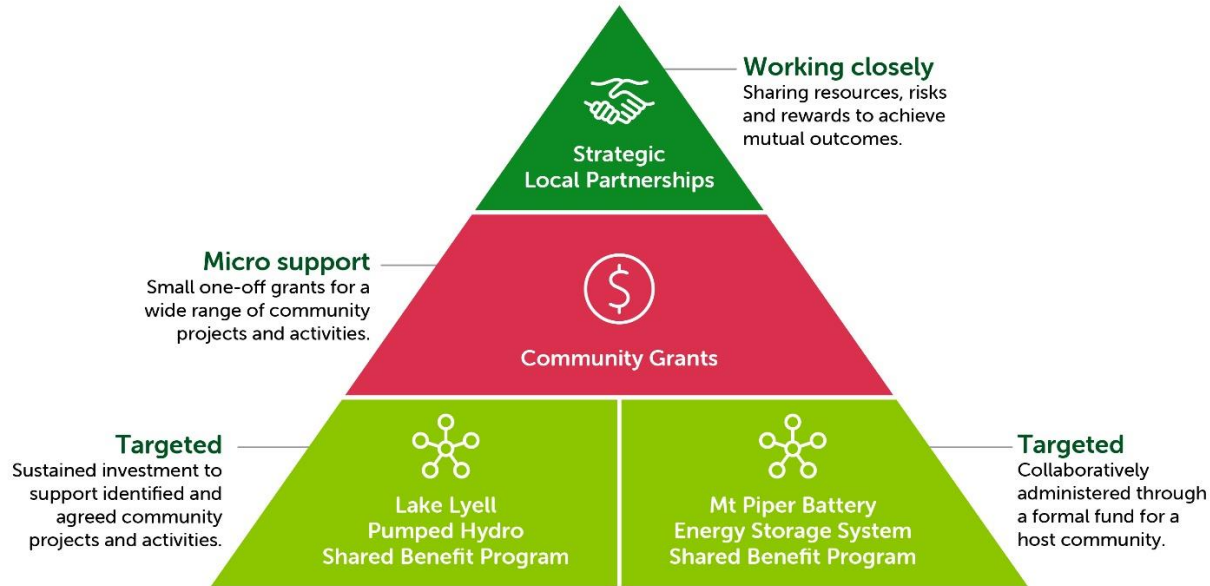 Working closely
Sharing resources, risks
and rewards to achieve
mutual outcomes.
Strategic
Local Partnerships
Micro support
Small one-off grants for a
wide range of community
projects and activities.
$
Community Grants
Targeted
Sustained investment to
support identified and
agreed community
projects and activities.
Lake Lyell
Pumped Hydro
Shared Benefit Program
Mt Piper Battery
Energy Storage System
Shared Benefit Program
Targeted
Collaboratively
administered through
a formal fund for a
host community.